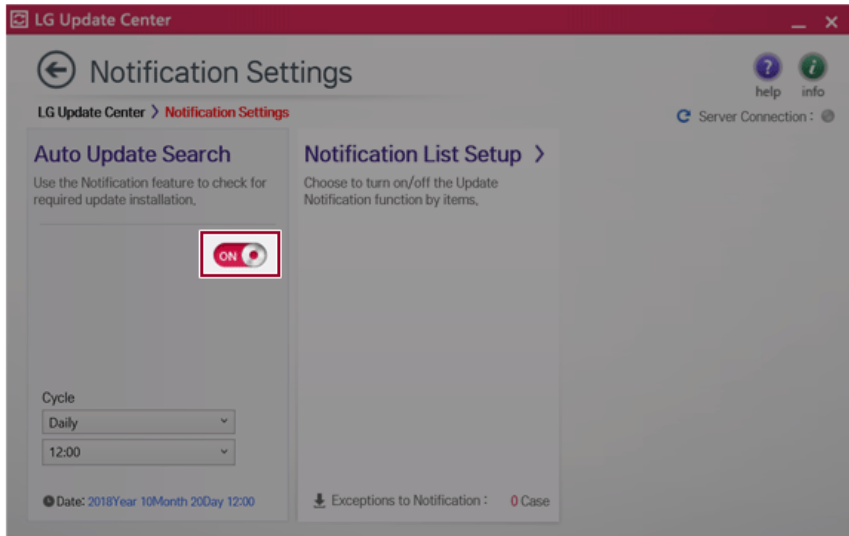 LG Update Center
Notification Settings
help
info
LG Update Center > Notification Settings
Server Connection :
Auto Update Search
Use the Notification feature to check for
required update installation,
ON
Cycle
Daily
12:00
Date: 2018Year 10Month 20Day 12:00
Notification List Setup >
Choose to turn on/off the Update
Notification function by items,
Exceptions to Notification : 0 Case